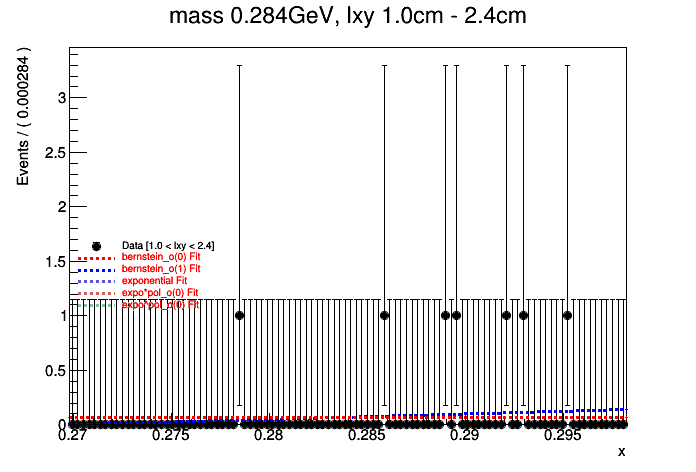 mass 0.284GeV, lxy 1.0cm - 2.4cm
Events / ( 0.000284 )
3
2.5
2
1.5
1
0.5
0
Data [1.0 < lxy < 2.4]
bernstein_o(0) Fit
bernstein_o(1) Fit
exponential Fit
expo*pol_o(0) Fit
0.27 0.275 0.28 0.285 0.29 0.295
x